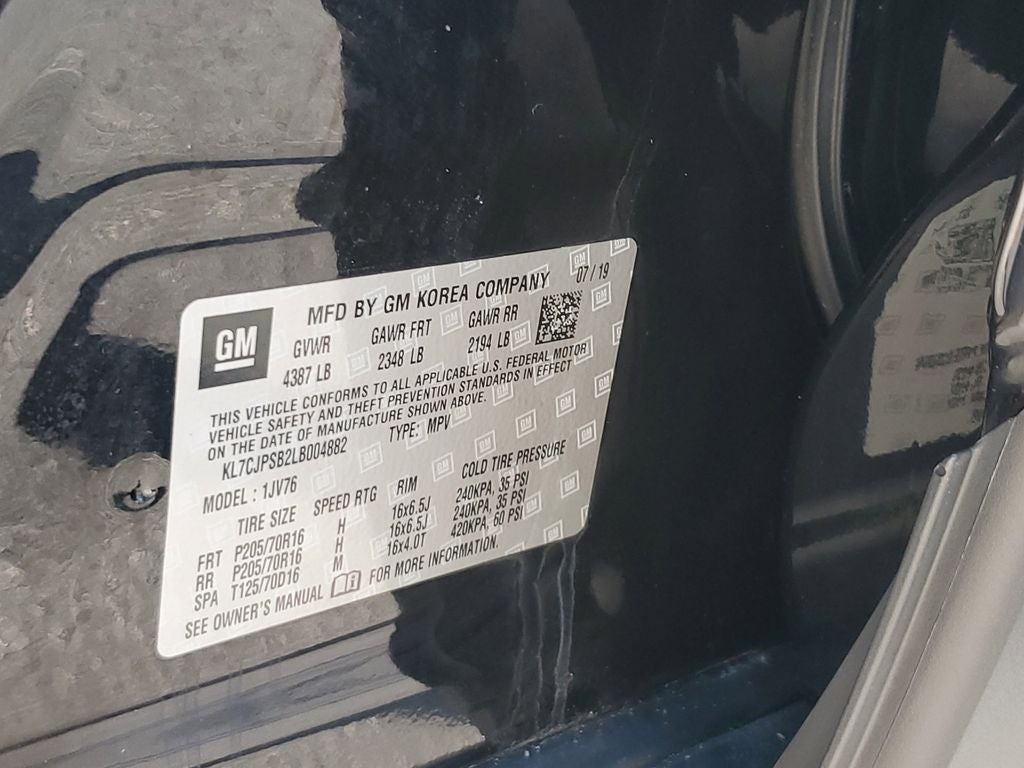 GM
MFD BY GM KOREA COMPANY 07/19
GVWR GAWR FRT GAWR RR
4387 LB 2348 LB 2194 LB
THIS VEHICLE CONFORMS TO ALL APPLICABLE U.S. FEDERAL MOTOR
VEHICLE SAFETY AND THEFT PREVENTION STANDARDS IN EFFECT
ON THE DATE OF MANUFACTURE SHOWN ABOVE.
KL7CJPSB2LB004882 TYPE: MPV
MODEL : 1JV76
TIRE SIZE SPEED RTG RIM COLD TIRE PRESSURE
FRT P205/70R16 H 16x6.5J 240KPA, 35 PSI
RR P205/70R16 H 16x6.5J 240KPA, 35 PSI
SPA T125/70D16 M 16x4.0T 420KPA, 60 PSI
SEE OWNER'S MANUAL FOR MORE INFORMATION.